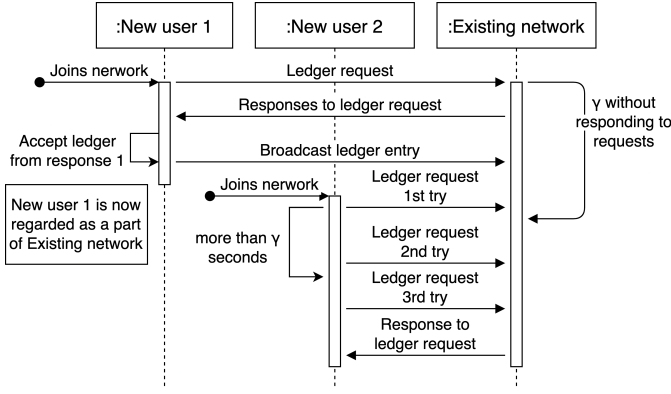 :New user 1
:New user 2
:Existing network
Joins nerwork
Ledger request
Responses to ledger request
γ without
responding to
requests
Accept ledger
from response 1
Broadcast ledger entry
New user 1 is now
regarded as a part
of Existing network
Joins nerwork
Ledger request
1st try
more than γ
seconds
Ledger request
2nd try
Ledger request
3rd try
Response to
ledger request